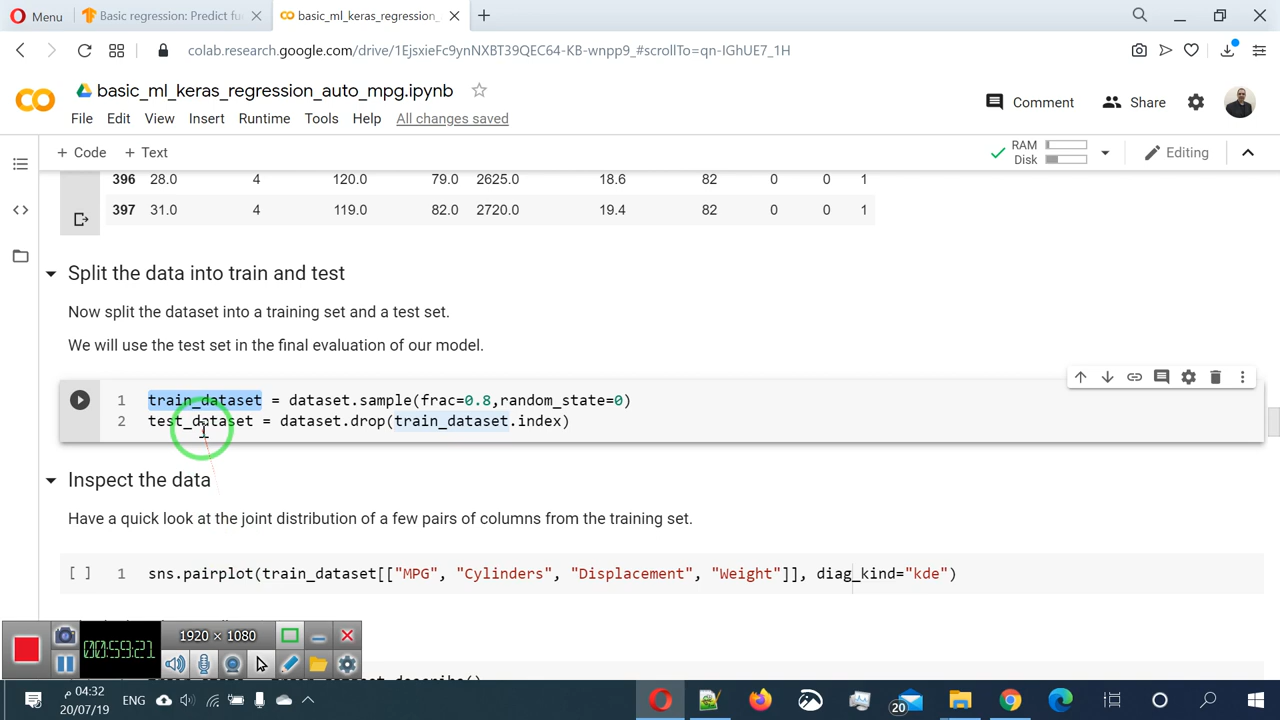 Menu
Basic regression: Predict fu
basic_ml_keras_regression_
colab.research.google.com/drive/1EjsxieFc9ynNXBT39QEC64-KB-wnpp9_#scrollTo=qn-IGhUE7_1H
basic_ml_keras_regression_auto_mpg.ipynb
Comment
Share
File Edit View Insert Runtime Tools Help All changes saved
+ Code + Text
RAM
Disk
Editing
396 28.0 4 120.0 79.0 2625.0 18.6 82 0 0 1
397 31.0 4 119.0 82.0 2720.0 19.4 82 0 0 1
Split the data into train and test
Now split the dataset into a training set and a test set.
We will use the test set in the final evaluation of our model.
1 train_dataset = dataset.sample(frac=0.8,random_state=0)
2 test_dataset = dataset.drop(train_dataset.index)
Inspect the data
Have a quick look at the joint distribution of a few pairs of columns from the training set.
[ ] 1 sns.pairplot(train_dataset[["MPG", "Cylinders", "Displacement", "Weight"]], diag_kind="kde")
1920 × 1080
00:59:21
04:32 م
20/07/19
ENG
20